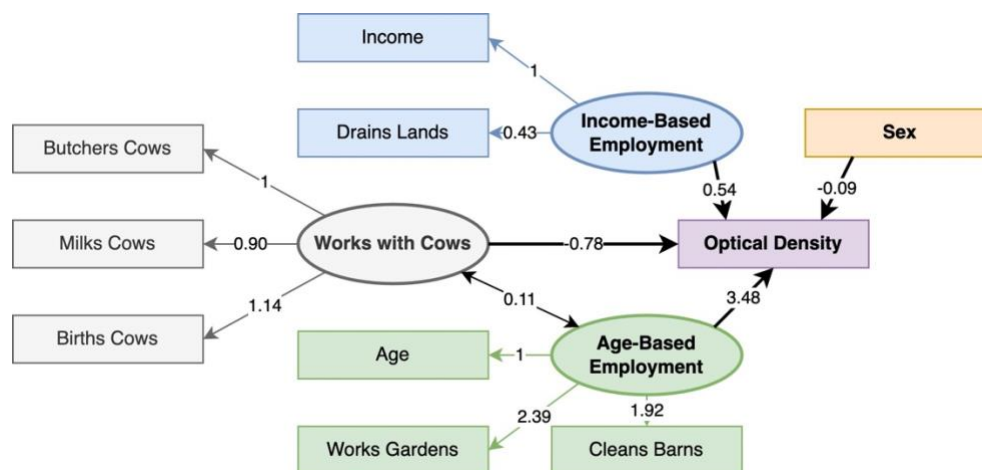 Income
1
Income-Based
Employment
Drains Lands
0.43
Sex
Butchers Cows
1
0.54
-0.09
Milks Cows
0.90
Works with Cows
-0.78
Optical Density
Births Cows
1.14
0.11
3.48
Age
1
Age-Based
Employment
2.39
1.92
Works Gardens
Cleans Barns